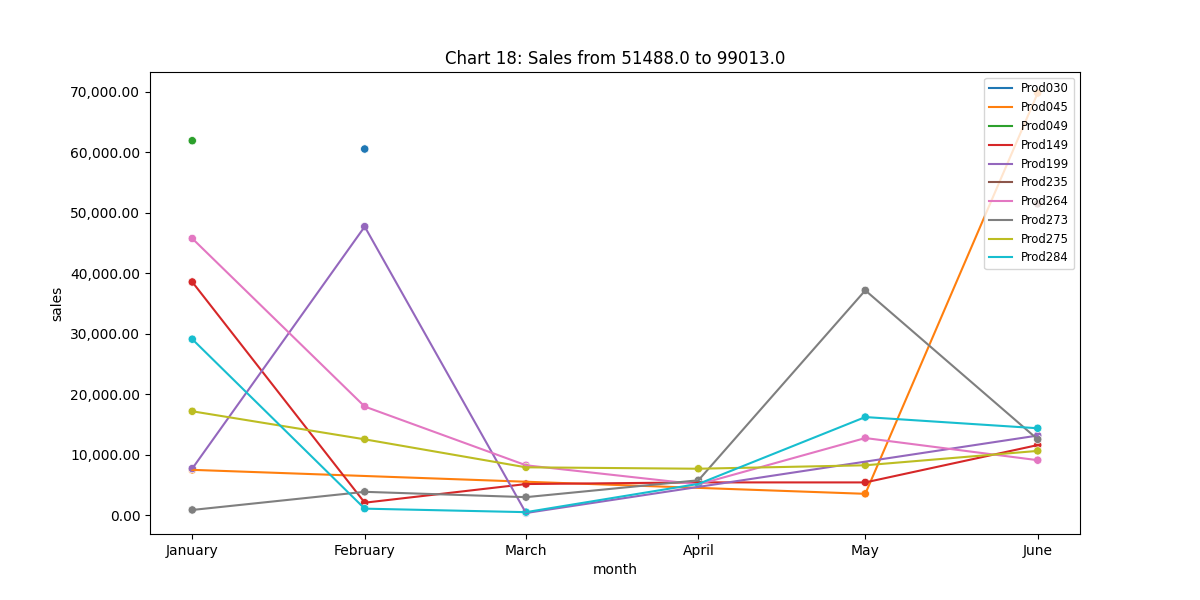 Chart 18: Sales from 51488.0 to 99013.0
70,000.00
60,000.00
50,000.00
40,000.00
30,000.00
20,000.00
10,000.00
0.00
sales
Prod030
Prod045
Prod049
Prod149
Prod199
Prod235
Prod264
Prod273
Prod275
Prod284
January February March April May June
month